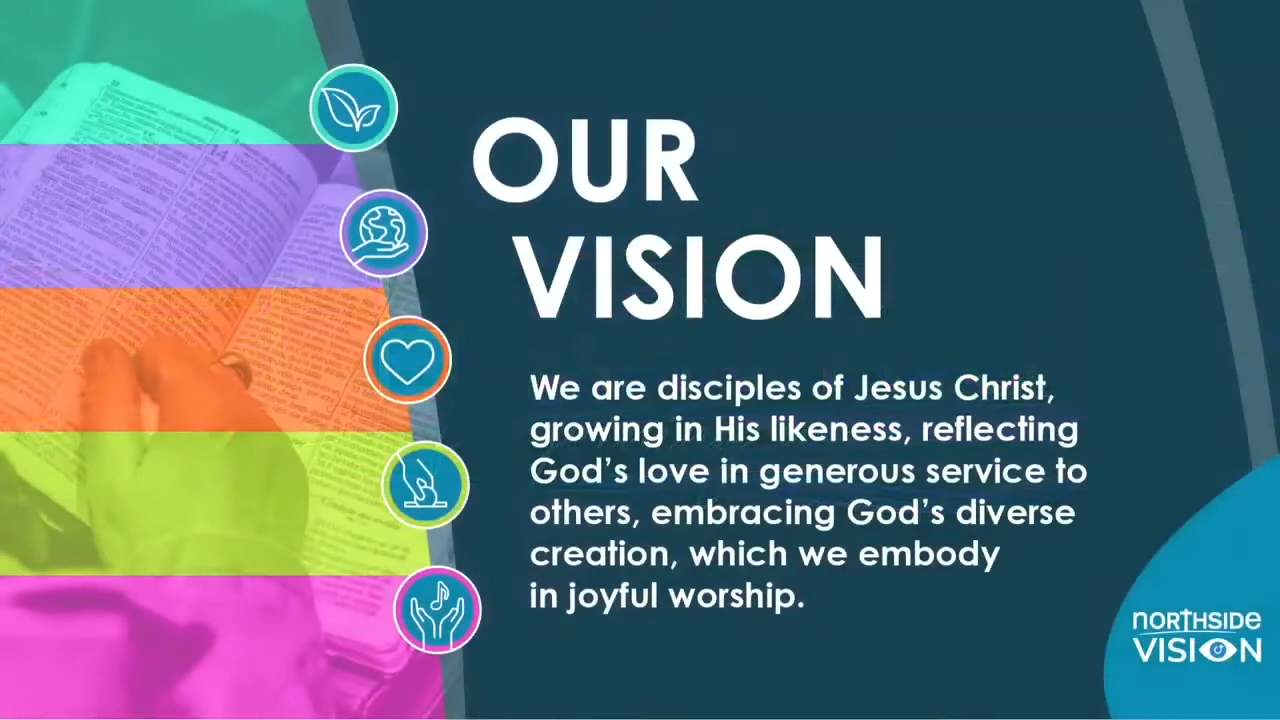 OUR
VISION
We are disciples of Jesus Christ,
growing in His likeness, reflecting
God’s love in generous service to
others, embracing God’s diverse
creation, which we embody
in joyful worship.
NORTHSIDE
VISION